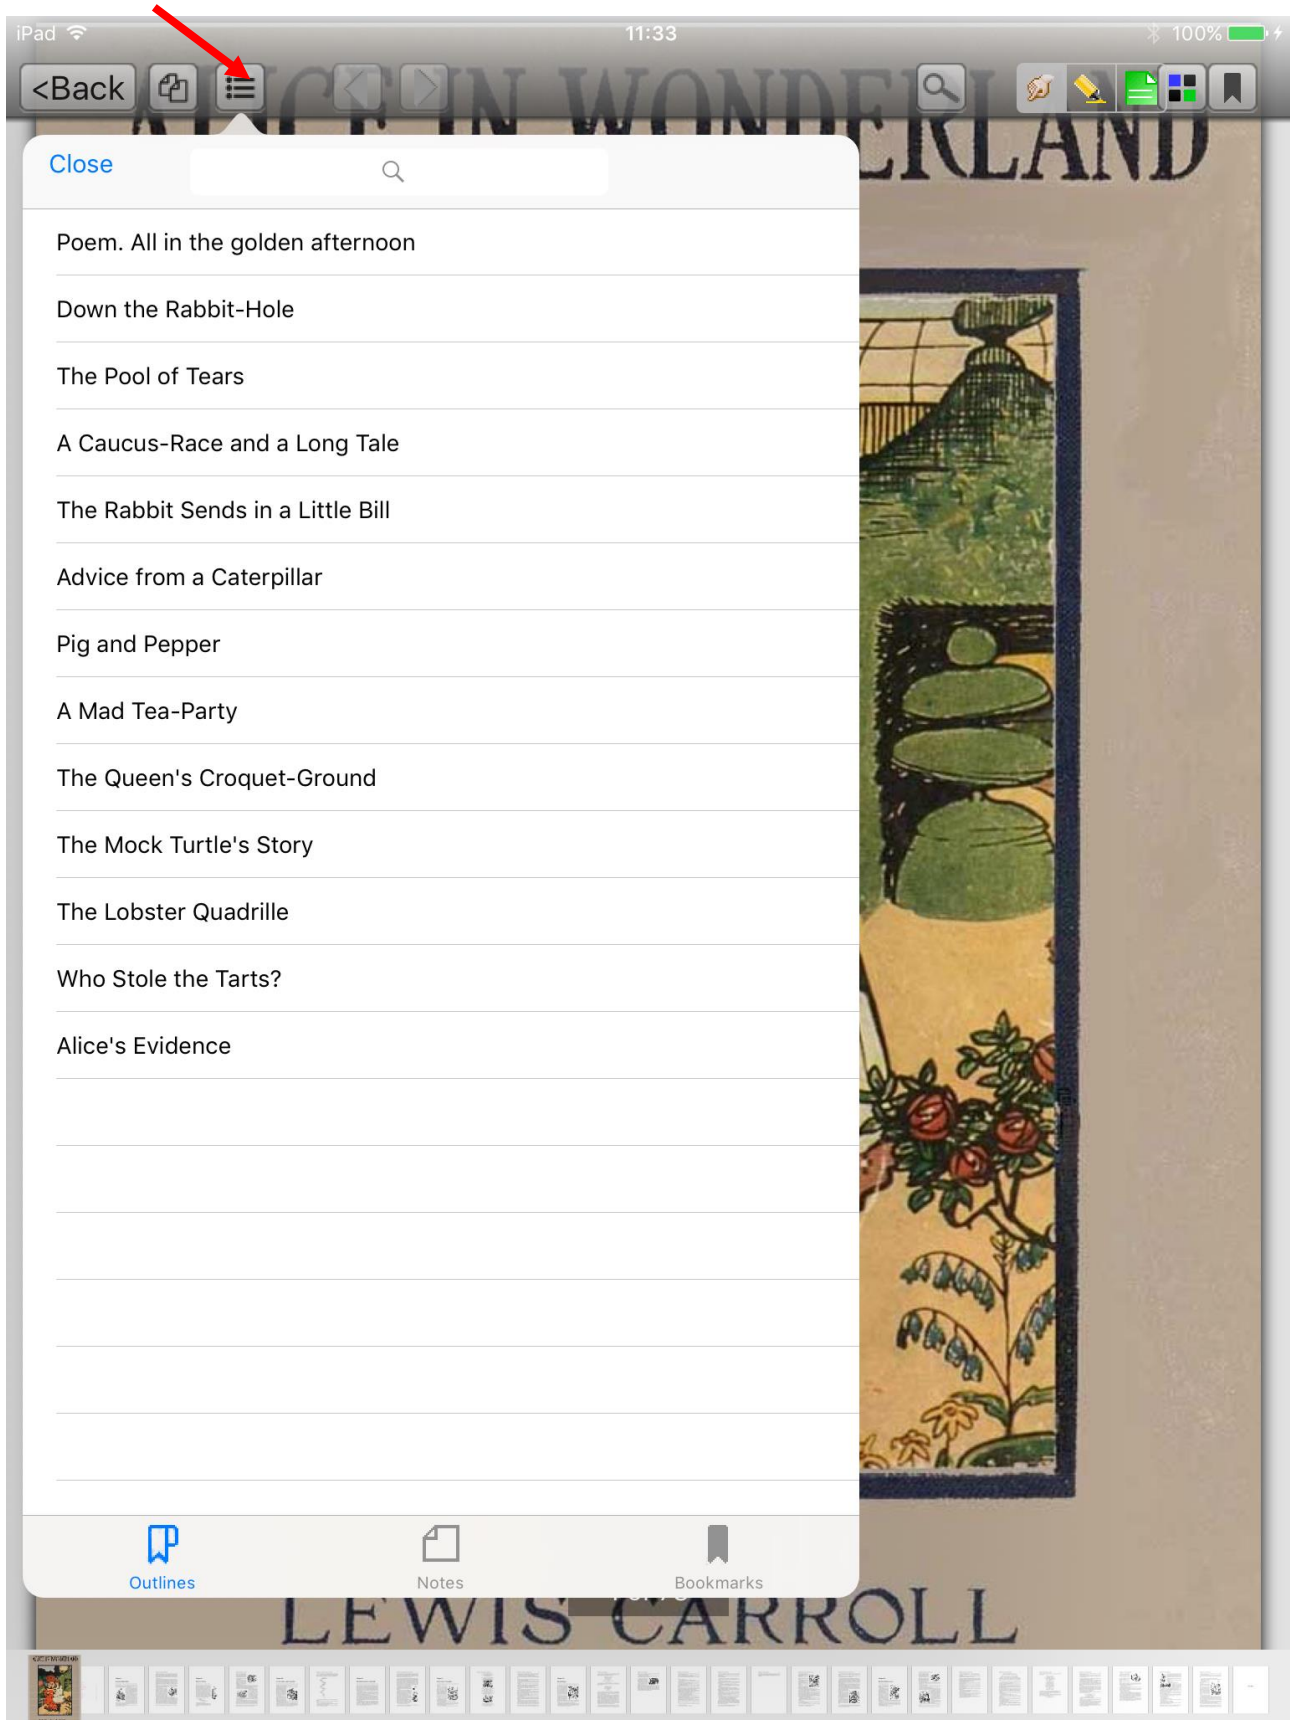 iPad 11:33 100%
<Back
ALICE IN WONDERLAND
Close
Poem. All in the golden afternoon
Down the Rabbit-Hole
The Pool of Tears
A Caucus-Race and a Long Tale
The Rabbit Sends in a Little Bill
Advice from a Caterpillar
Pig and Pepper
A Mad Tea-Party
The Queen's Croquet-Ground
The Mock Turtle's Story
The Lobster Quadrille
Who Stole the Tarts?
Alice's Evidence
Outlines Notes Bookmarks
LEWIS CARROLL